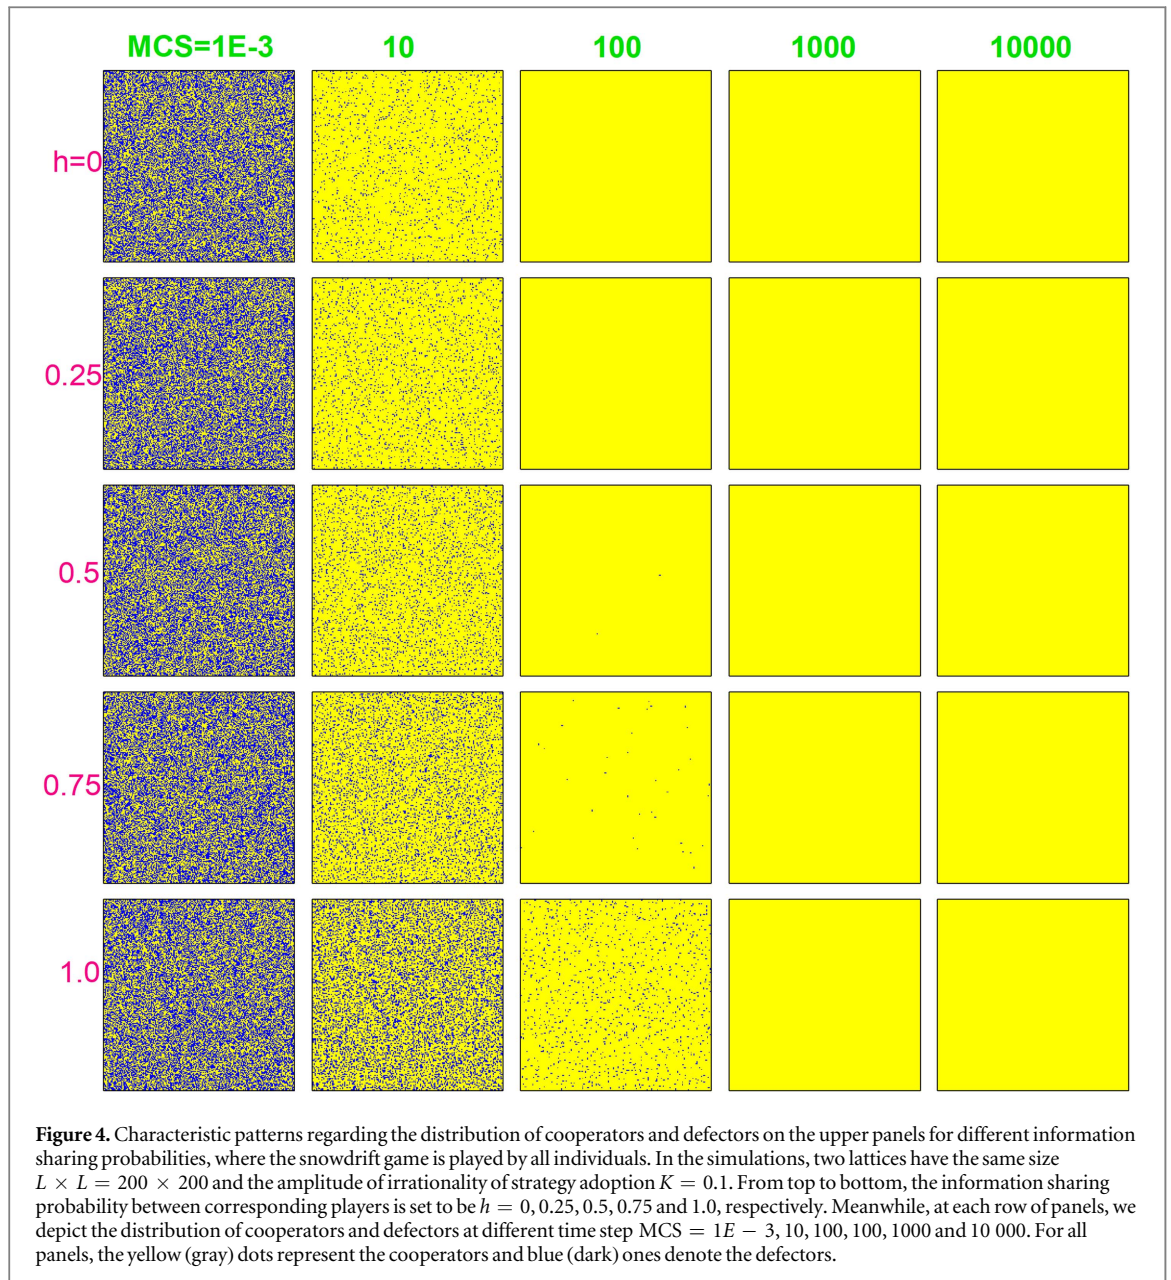 MCS=1E-3 10 100 1000 10000
h=0
0.25
0.5
0.75
1.0
Figure 4. Characteristic patterns regarding the distribution of cooperators and defectors on the upper panels for different information
sharing probabilities, where the snowdrift game is played by all individuals. In the simulations, two lattices have the same size
L × L = 200 × 200 and the amplitude of irrationality of strategy adoption K = 0.1. From top to bottom, the information sharing
probability between corresponding players is set to be h = 0, 0.25, 0.5, 0.75 and 1.0, respectively. Meanwhile, at each row of panels, we
depict the distribution of cooperators and defectors at different time step MCS = 1E − 3, 10, 100, 100, 1000 and 10 000. For all
panels, the yellow (gray) dots represent the cooperators and blue (dark) ones denote the defectors.